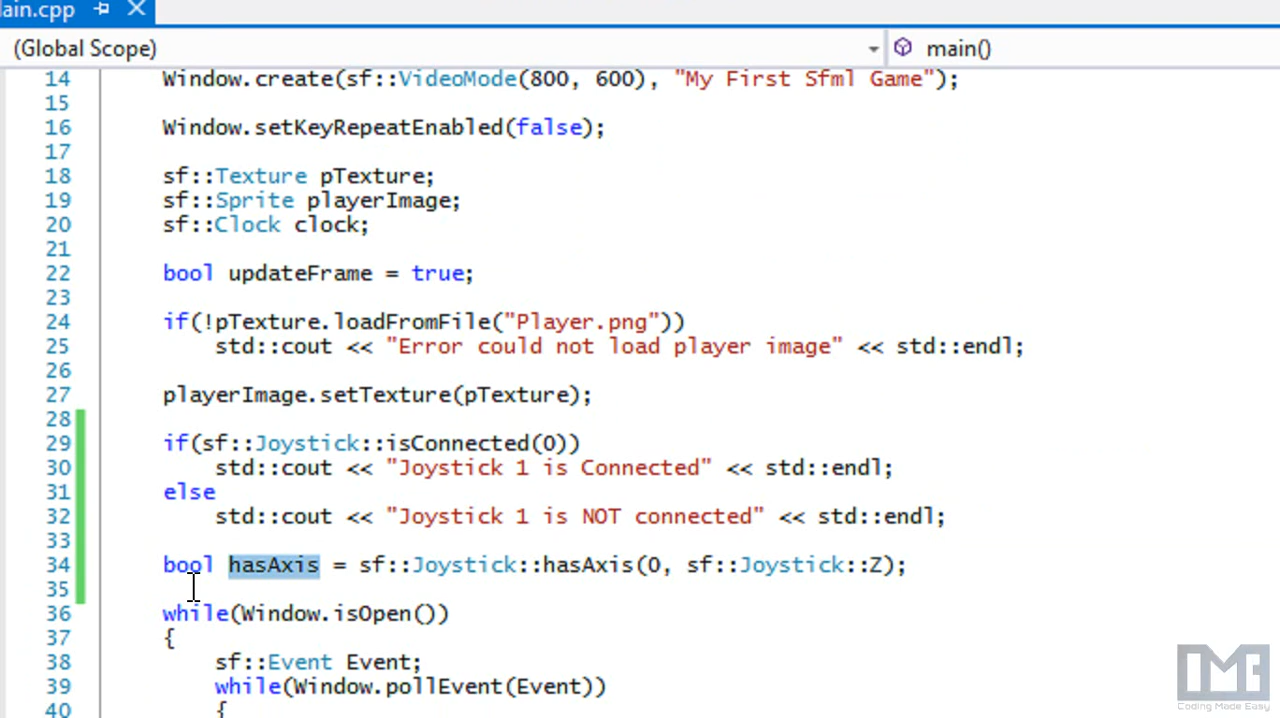 ain.cpp
(Global Scope) main()
14 Window.create(sf::VideoMode(800, 600), "My First Sfml Game");
15
16 Window.setKeyRepeatEnabled(false);
17
18 sf::Texture pTexture;
19 sf::Sprite playerImage;
20 sf::Clock clock;
21
22 bool updateFrame = true;
23
24 if(!pTexture.loadFromFile("Player.png"))
25 std::cout << "Error could not load player image" << std::endl;
26
27 playerImage.setTexture(pTexture);
28
29 if(sf::Joystick::isConnected(0))
30 std::cout << "Joystick 1 is Connected" << std::endl;
31 else
32 std::cout << "Joystick 1 is NOT connected" << std::endl;
33
34 bool hasAxis = sf::Joystick::hasAxis(0, sf::Joystick::Z);
35
36 while(Window.isOpen())
37 {
38 sf::Event Event;
39 while(Window.pollEvent(Event))
40 {
CME
Coding Made Easy